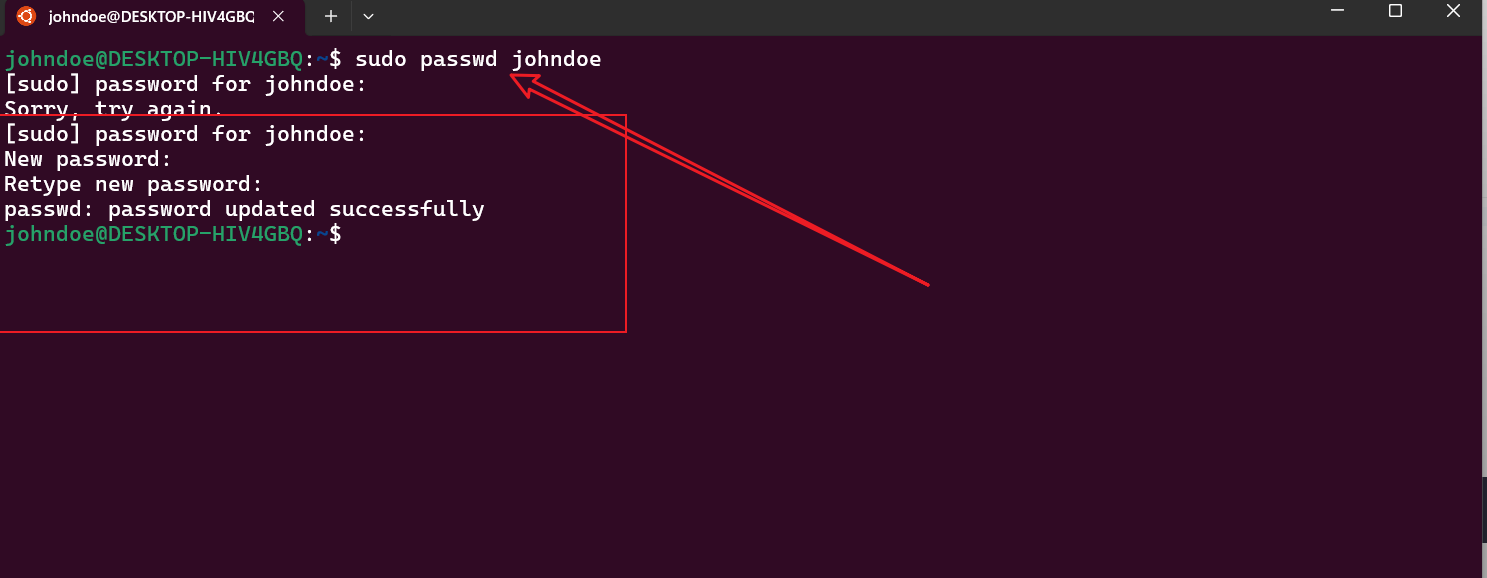 johndoe@DESKTOP-HIV4GBQ
johndoe@DESKTOP-HIV4GBQ:~$ sudo passwd johndoe
[sudo] password for johndoe:
Sorry, try again.
[sudo] password for johndoe:
New password:
Retype new password:
passwd: password updated successfully
johndoe@DESKTOP-HIV4GBQ:~$